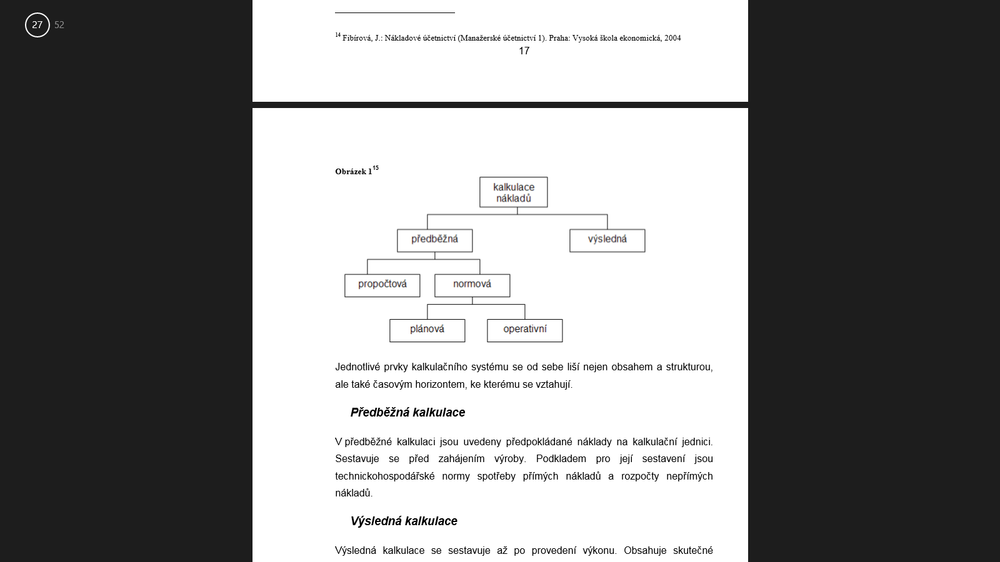 27 52
14 Fibírová, J.: Nákladové účetnictví (Manažerské účetnictví 1). Praha: Vysoká škola ekonomická, 2004
17
Obrázek 1 15
kalkulace
nákladů
předběžná
výsledná
propočtová
normová
plánová
operativní
Jednotlivé prvky kalkulačního systému se od sebe liší nejen obsahem a strukturou,
ale také časovým horizontem, ke kterému se vztahují.
Předběžná kalkulace
V předběžné kalkulaci jsou uvedeny předpokládané náklady na kalkulační jednici.
Sestavuje se před zahájením výroby. Podkladem pro její sestavení jsou
technickohospodářské normy spotřeby přímých nákladů a rozpočty nepřímých
nákladů.
Výsledná kalkulace
Výsledná kalkulace se sestavuje až po provedení výkonu. Obsahuje skutečné